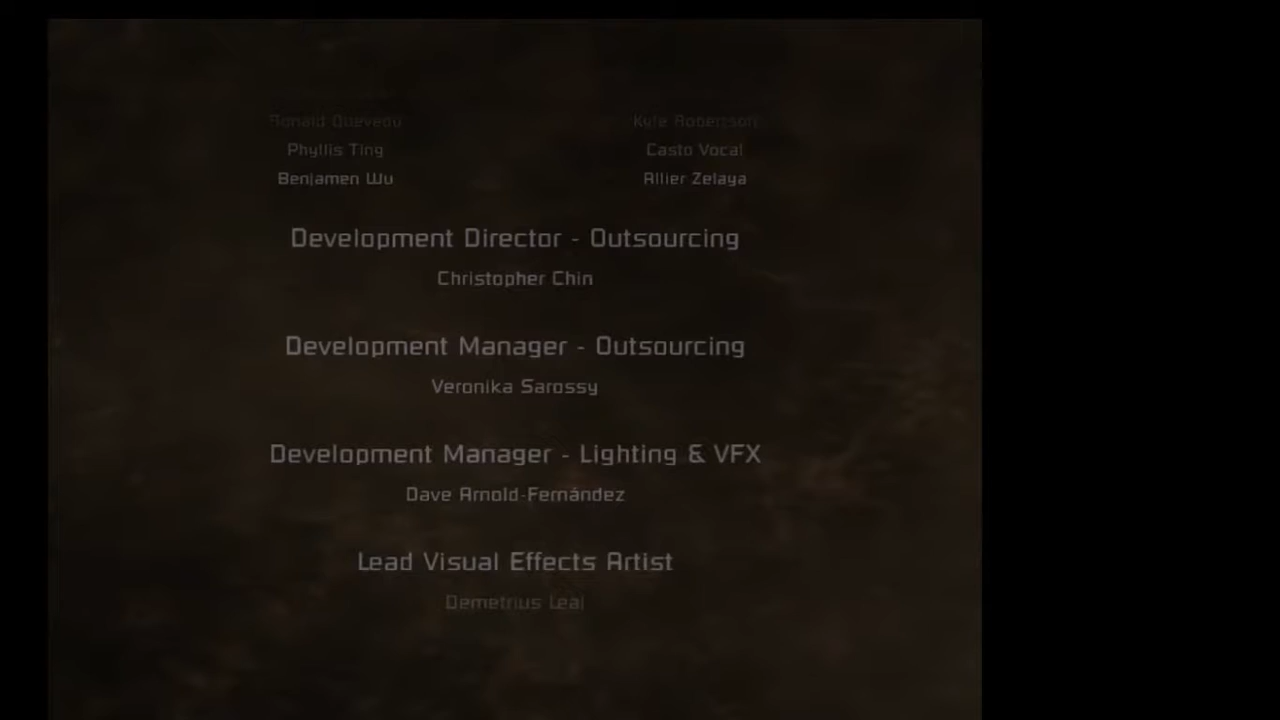 Ronald Quevedo Kyle Robertson
Phyllis Ting Casto Vocal
Benjamen Wu Allier Zelaya
Development Director - Outsourcing
Christopher Chin
Development Manager - Outsourcing
Veronika Sarossy
Development Manager - Lighting & VFX
Dave Arnold-Fernández
Lead Visual Effects Artist
Demetrius Leal